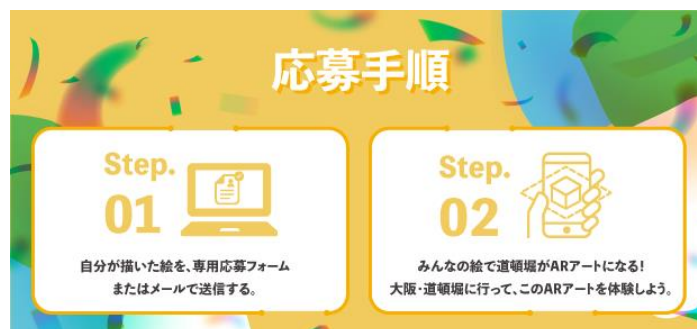 応募手順
Step.
01
自分が描いた絵を、専用応募フォーム
またはメールで送信する。
Step.
02
みんなの絵で道頓堀がARアートになる!
大阪・道頓堀に行って、このARアートを体験しよう。